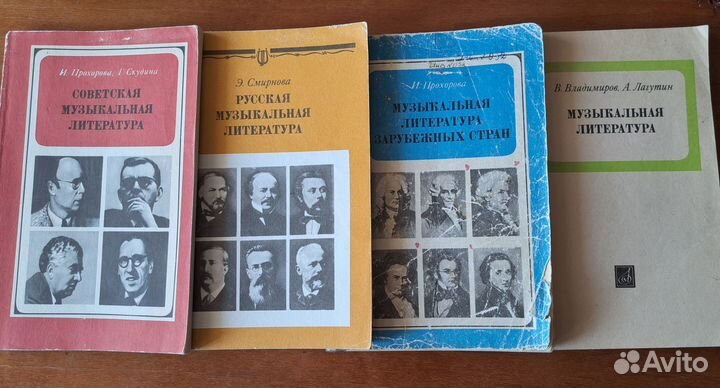 И. Прохорова, Г. Скудина
СОВЕТСКАЯ
МУЗЫКАЛЬНАЯ
ЛИТЕРАТУРА
Э. Смирнова
РУССКАЯ
МУЗЫКАЛЬНАЯ
ЛИТЕРАТУРА
И. Прохорова
МУЗЫКАЛЬНАЯ
ЛИТЕРАТУРА
ЗАРУБЕЖНЫХ СТРАН
В. Владимиров, А. Лагутин
МУЗЫКАЛЬНАЯ
ЛИТЕРАТУРА
Avito